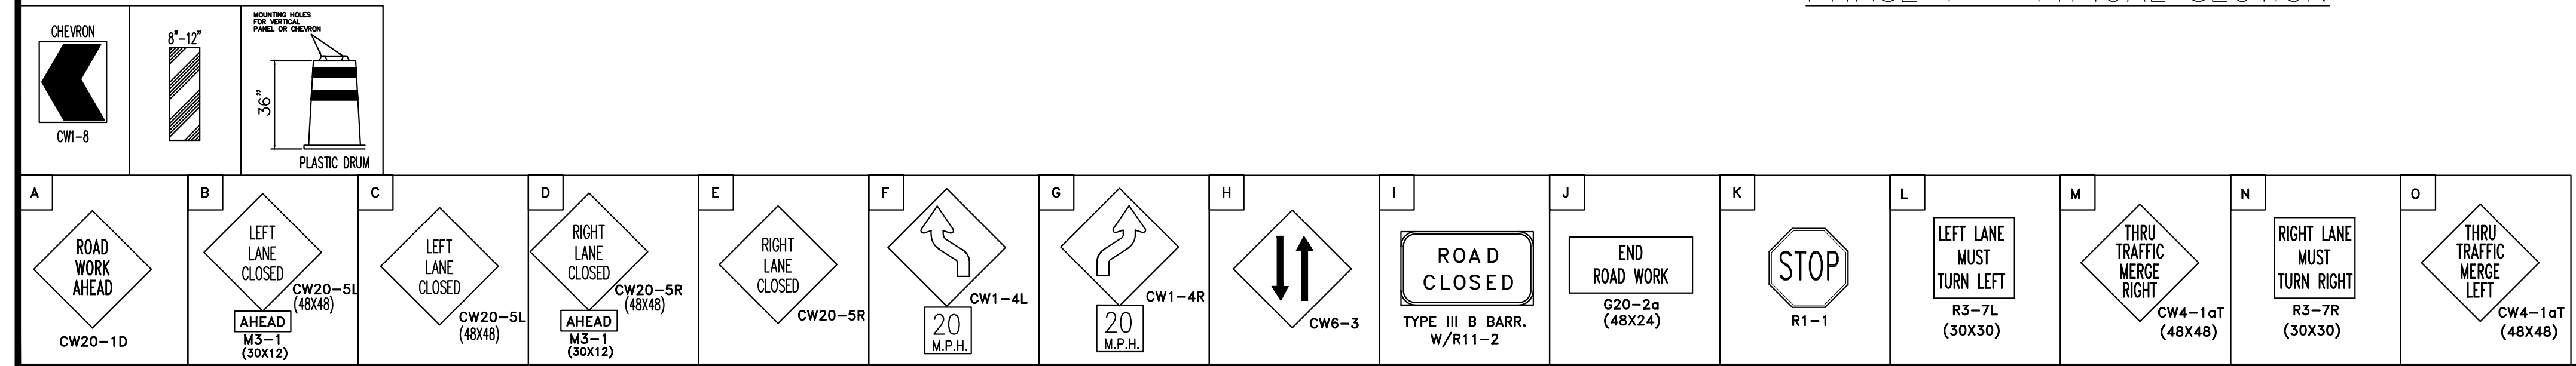 CHEVRON
CW1-8
8"-12"
MOUNTING HOLES
FOR VERTICAL
PANEL OR CHEVRON
36"
PLASTIC DRUM
A
ROAD
WORK
AHEAD
CW20-1D
B
LEFT
LANE
CLOSED
CW20-5L
(48X48)
AHEAD
M3-1
(30X12)
C
LEFT
LANE
CLOSED
CW20-5L
(48X48)
D
RIGHT
LANE
CLOSED
CW20-5R
(48X48)
AHEAD
M3-1
(30X12)
E
RIGHT
LANE
CLOSED
CW20-5R
F
CW1-4L
20
M.P.H.
G
CW1-4R
20
M.P.H.
H
CW6-3
I
ROAD
CLOSED
TYPE III B BARR.
W/R11-2
J
END
ROAD WORK
G20-2a
(48X24)
K
STOP
R1-1
L
LEFT LANE
MUST
TURN LEFT
R3-7L
(30X30)
M
THRU
TRAFFIC
MERGE
RIGHT
CW4-1aT
(48X48)
N
RIGHT LANE
MUST
TURN RIGHT
R3-7R
(30X30)
O
THRU
TRAFFIC
MERGE
LEFT
CW4-1aT
(48X48)